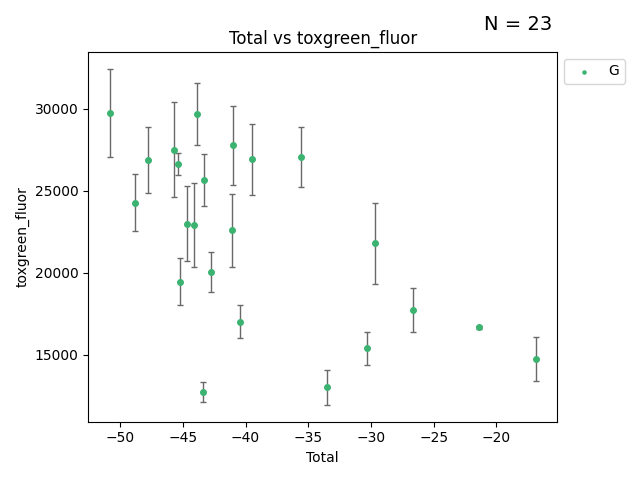 N = 23
Total vs toxgreen_fluor
G
toxgreen_fluor
30000
25000
20000
15000
−50
−45
−40
−35
−30
−25
−20
Total